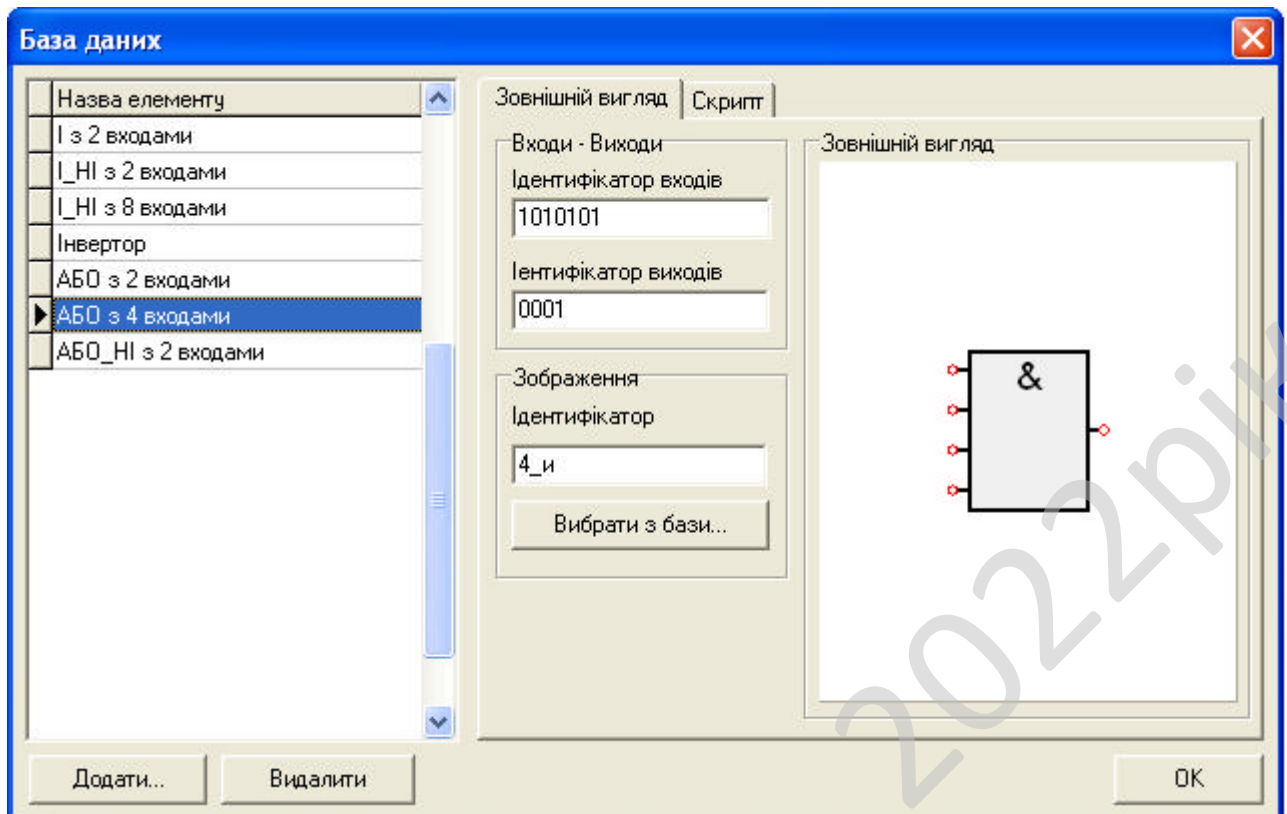 База даних
Назва елементу
І з 2 входами
І_НІ з 2 входами
І_НІ з 8 входами
Інвертор
АБО з 2 входами
АБО з 4 входами
АБО_НІ з 2 входами
Додати...
Видалити
Зовнішній вигляд
Скрипт
Входи - Виходи
Ідентифікатор входів
1010101
Іентифікатор виходів
0001
Зображення
Ідентифікатор
4_и
Вибрати з бази...
Зовнішній вигляд
&
OK
2022рік